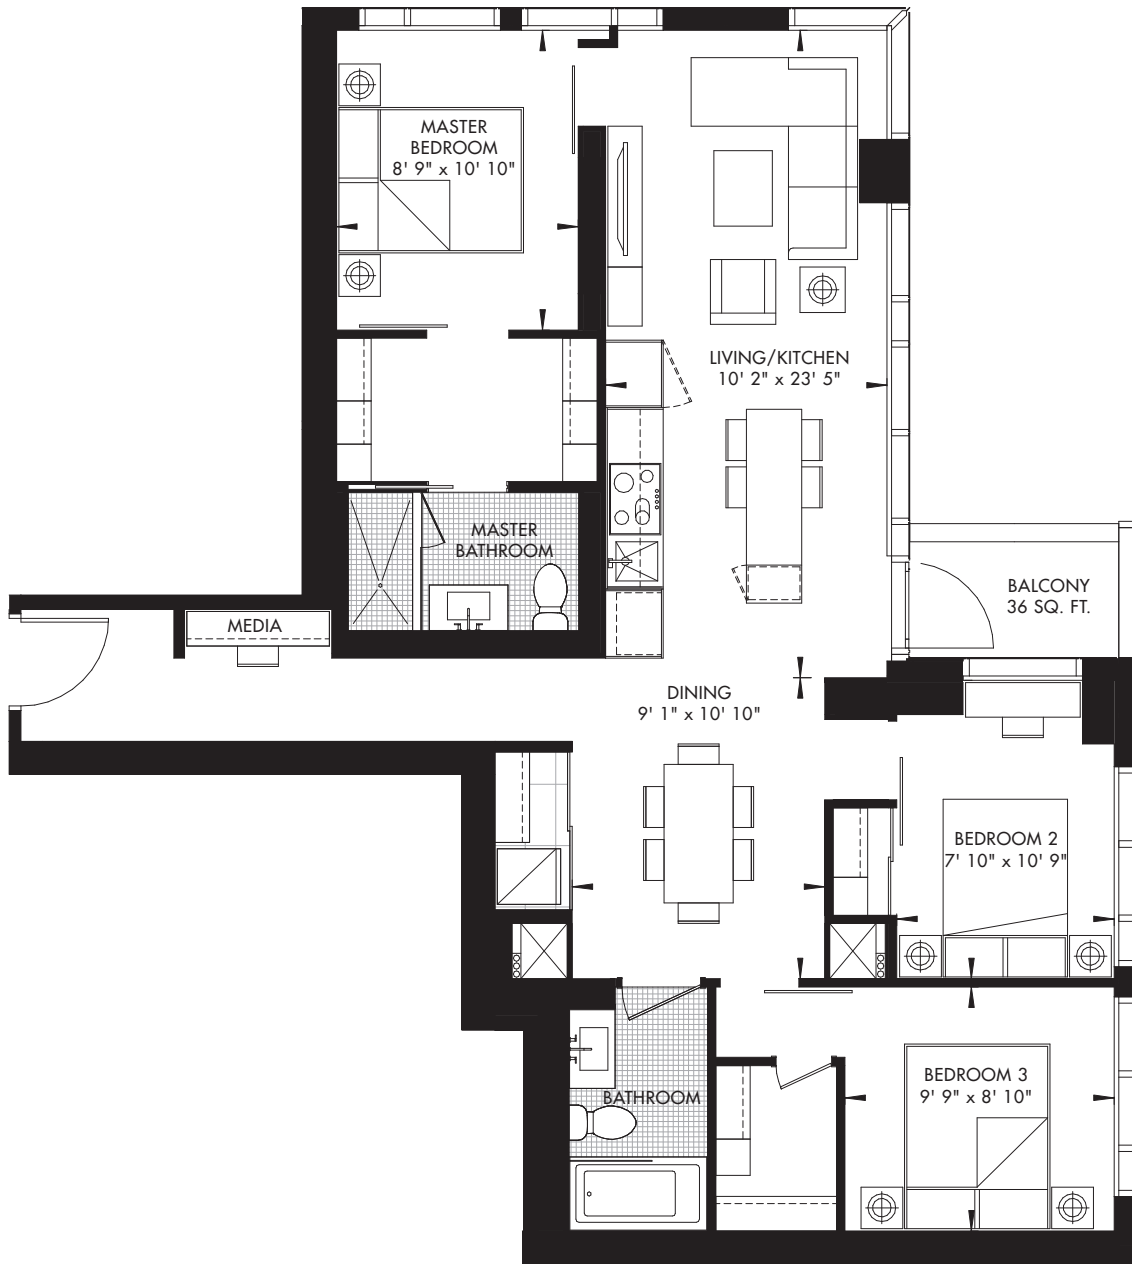 MASTER
BEDROOM
8' 9" x 10' 10"
LIVING/KITCHEN
10' 2" x 23' 5"
MASTER
BATHROOM
BALCONY
36 SQ. FT.
MEDIA
DINING
9' 1" x 10' 10"
BEDROOM 2
7' 10" x 10' 9"
BEDROOM 3
9' 9" x 8' 10"
BATHROOM